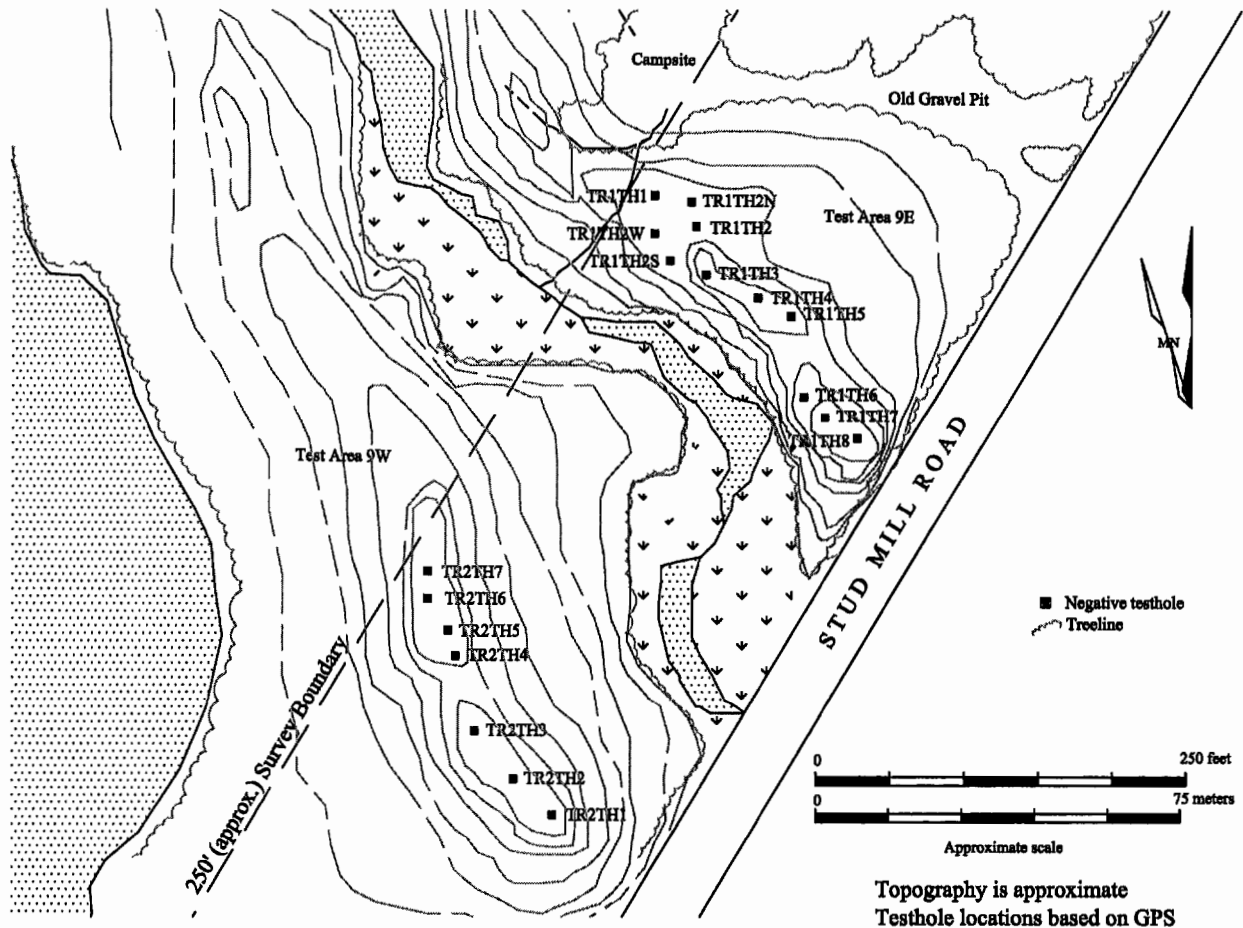 Campsite
Old Gravel Pit
TR1TH1
TR1TH2N
Test Area 9E
TR1TH2
TR1TH2W
TR1TH2S
TR1TH3
TR1TH4
TR1TH5
MN
TR1TH6
TR1TH7
TR1TH8
Test Area 9W
STUD MILL ROAD
TR2TH7
TR2TH6
TR2TH5
TR2TH4
TR2TH3
TR2TH2
TR2TH1
250' (approx.) Survey Boundary
Negative testhole
Treeline
0 250 feet
0 75 meters
Approximate scale
Topography is approximate
Testhole locations based on GPS